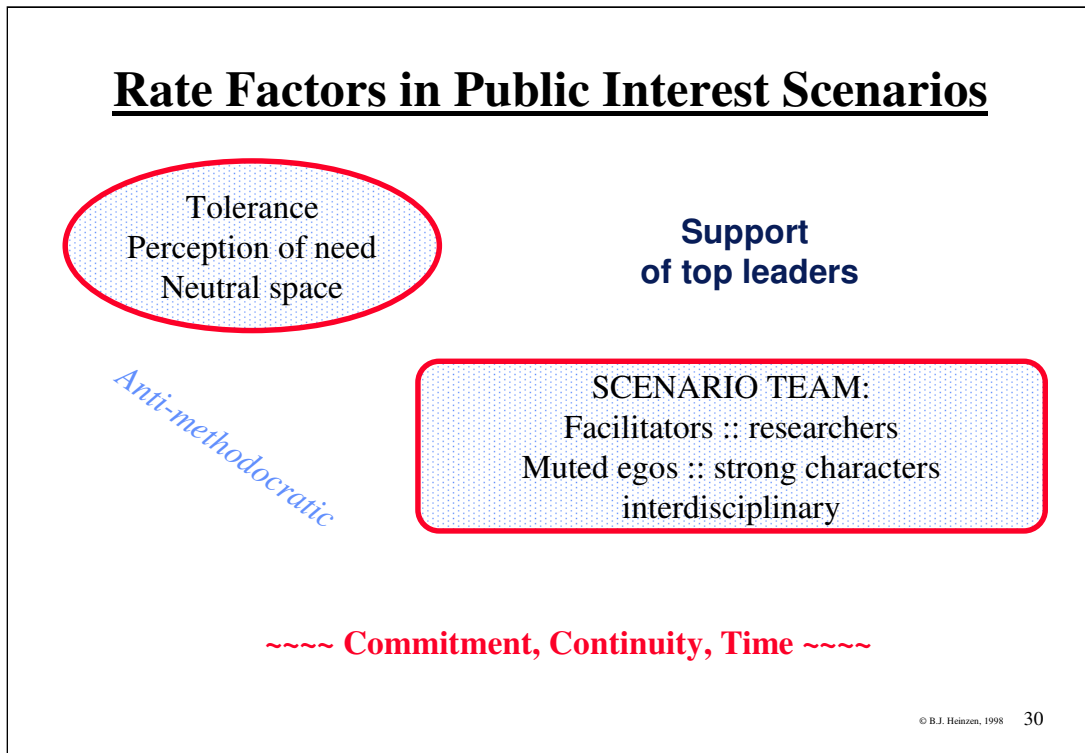 Rate Factors in Public Interest Scenarios
Tolerance
Perception of need
Neutral space
Support
of top leaders
Anti-methodocratic
SCENARIO TEAM:
Facilitators :: researchers
Muted egos :: strong characters
interdisciplinary
~~~~ Commitment, Continuity, Time ~~~~
© B.J. Heinzen, 1998 30